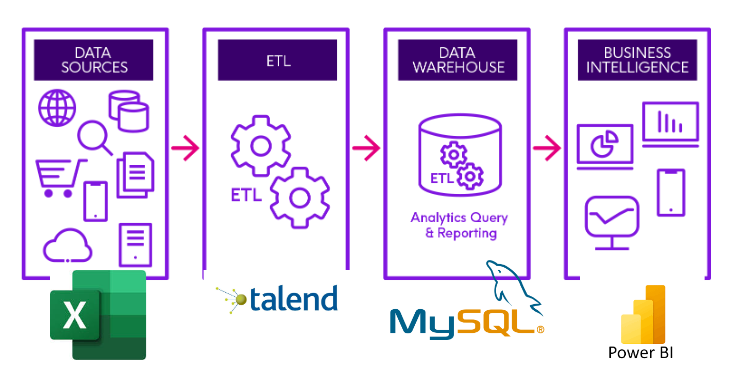 DATA
SOURCES
ETL
DATA
WAREHOUSE
BUSINESS
INTELLIGENCE
ETL
ETL
Analytics Query
& Reporting
X
talend
MySQL®
Power BI